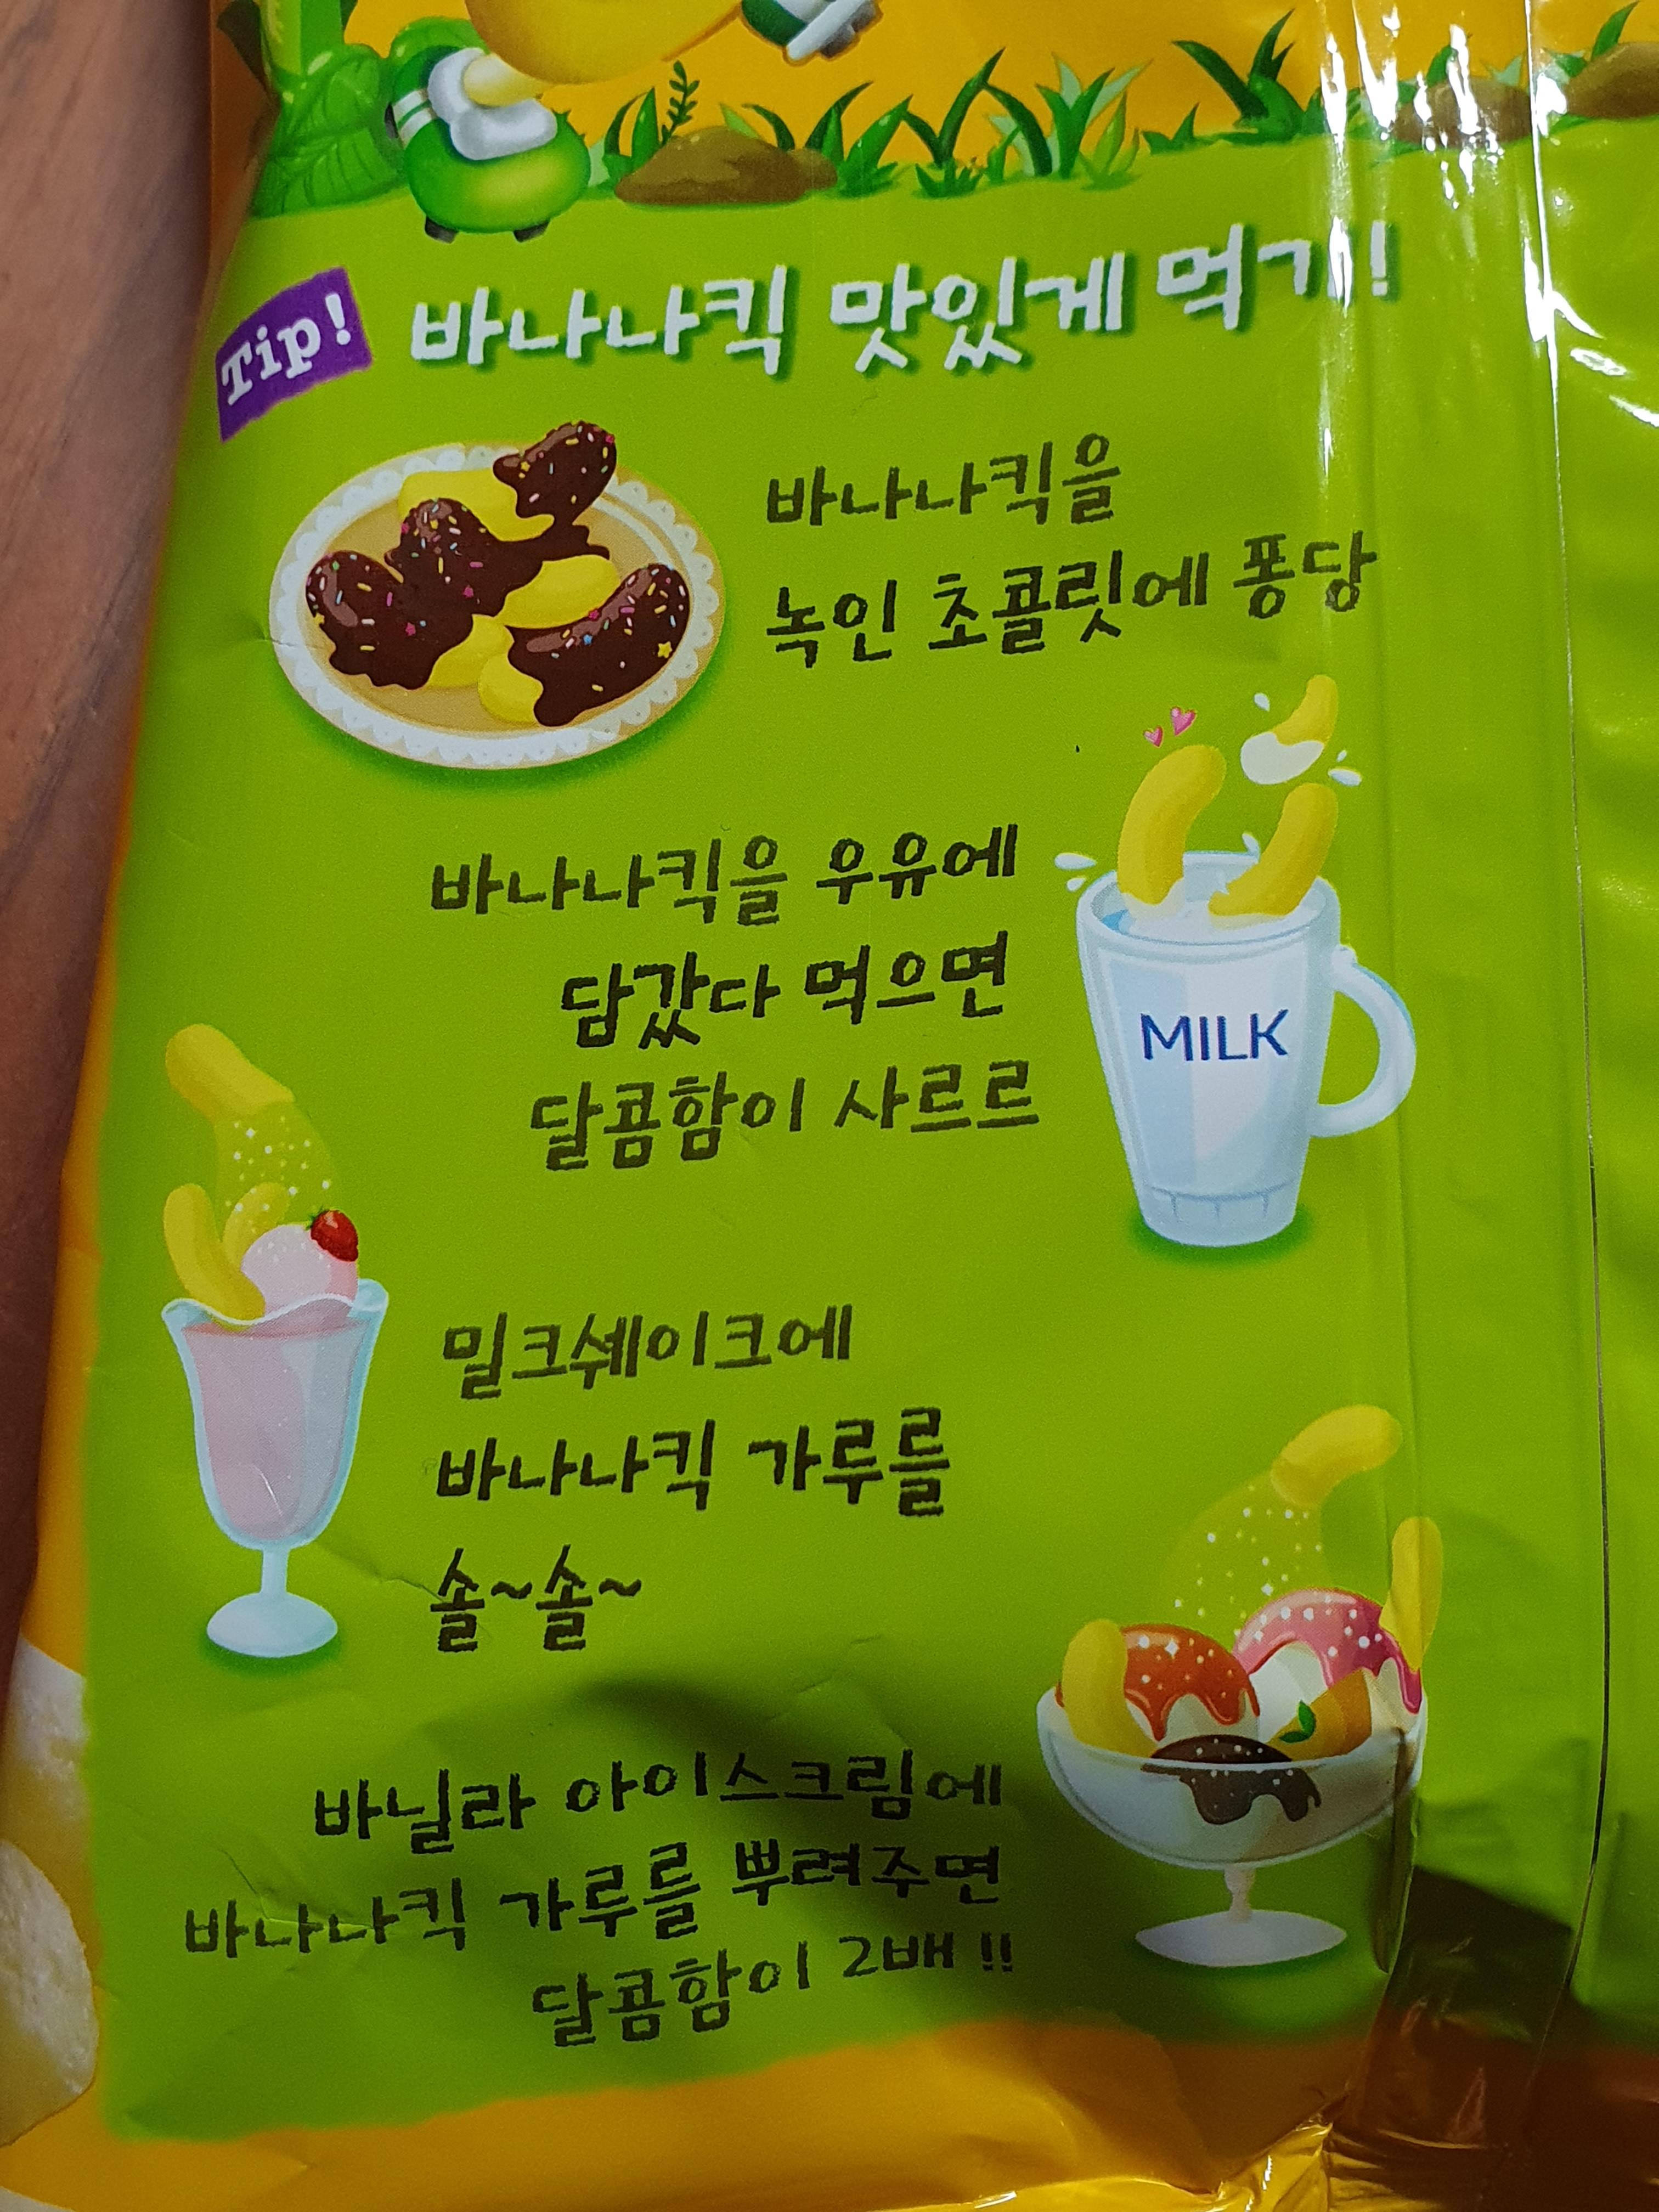 Tip! 바나나킥 맛있게 먹기!
바나나킥을
녹인 초콜릿에 퐁당
바나나킥을 우유에
담갔다 먹으면
달콤함이 사르르
MILK
밀크쉐이크에
바나나킥 가루를
솔~솔~
바닐라 아이스크림에
바나나킥 가루를 뿌려주면
달콤함이 2배!!